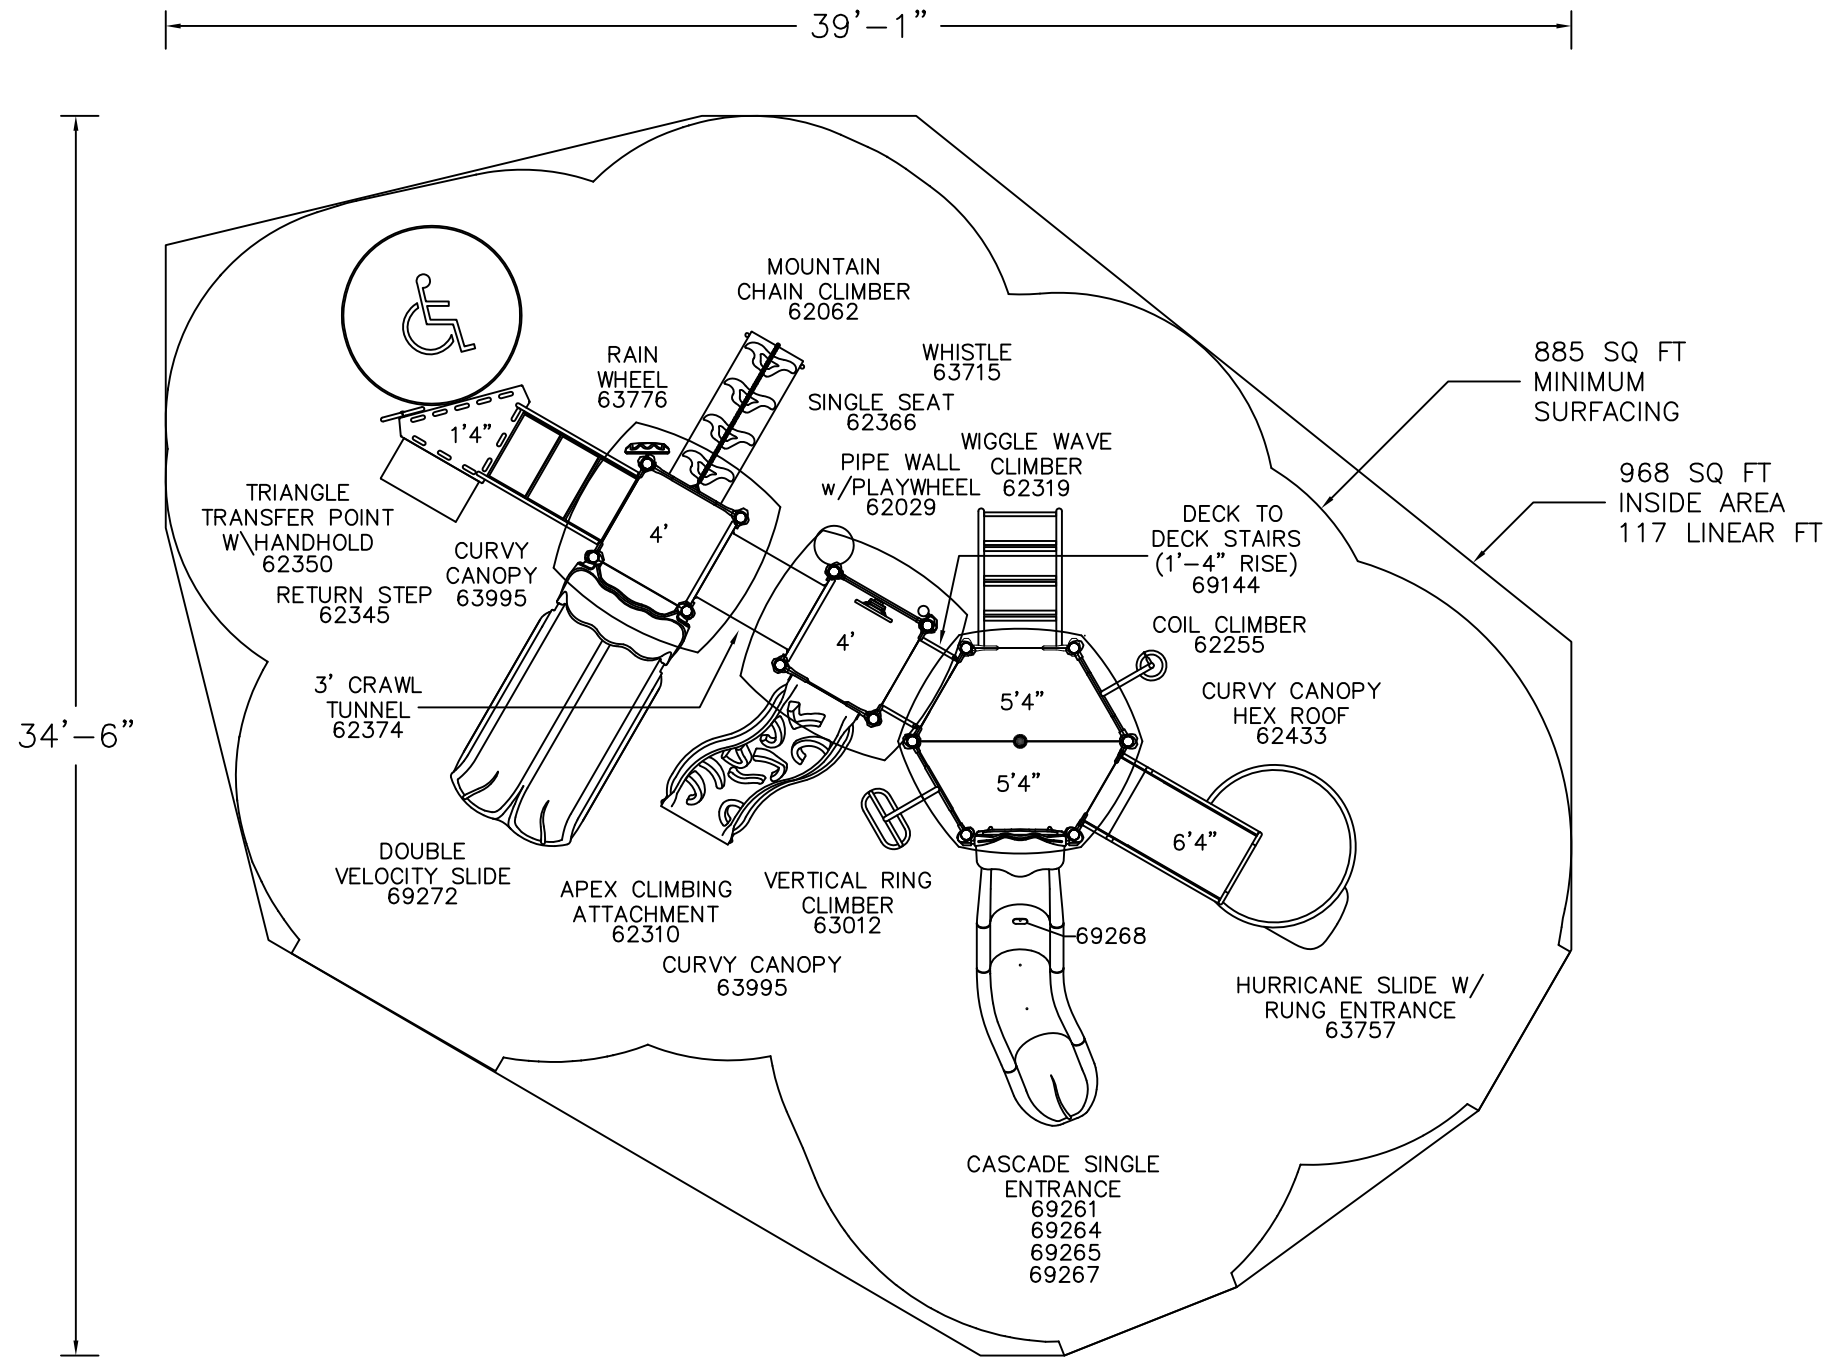 39'-1"
34'-6"
MOUNTAIN
CHAIN CLIMBER
62062
RAIN
WHEEL
63776
WHISTLE
63715
SINGLE SEAT
62366
WIGGLE WAVE
CLIMBER
62319
PIPE WALL
w/PLAYWHEEL
62029
885 SQ FT
MINIMUM
SURFACING
968 SQ FT
INSIDE AREA
117 LINEAR FT
1'4"
TRIANGLE
TRANSFER POINT
W\HANDHOLD
62350
RETURN STEP
62345
CURVY
CANOPY
63995
4'
4'
DECK TO
DECK STAIRS
(1'-4" RISE)
69144
COIL CLIMBER
62255
CURVY CANOPY
HEX ROOF
62433
3' CRAWL
TUNNEL
62374
5'4"
5'4"
6'4"
DOUBLE
VELOCITY SLIDE
69272
APEX CLIMBING
ATTACHMENT
62310
VERTICAL RING
CLIMBER
63012
CURVY CANOPY
63995
69268
HURRICANE SLIDE W/
RUNG ENTRANCE
63757
CASCADE SINGLE
ENTRANCE
69261
69264
69265
69267